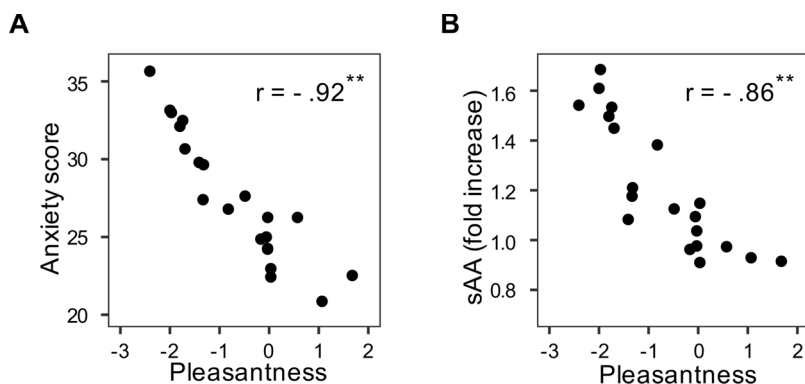 A
Anxiety score
35
30
25
20
r = - .92**
-3 -2 -1 0 1 2
Pleasantness
B
sAA (fold increase)
1.6
1.4
1.2
1.0
0.8
r = - .86**
-3 -2 -1 0 1 2
Pleasantness